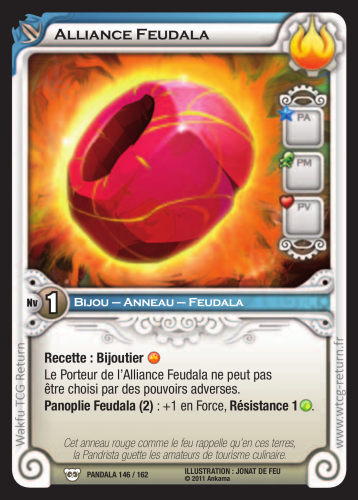 Alliance Feudala
PA
PM
PV
Nv 1 Bijou – Anneau – Feudala
Recette : Bijoutier
Le Porteur de l'Alliance Feudala ne peut pas
être choisi par des pouvoirs adverses.
Panoplie Feudala (2) : +1 en Force, Résistance 1.
Cet anneau rouge comme le feu rappelle qu'en ces terres,
la Pandrista guette les amateurs de tourisme culinaire.
PANDALA 146 / 162
ILLUSTRATION : JONAT DE FEU
© 2011 Ankama
Wakfu TCG Return
www.wtcg-return.fr